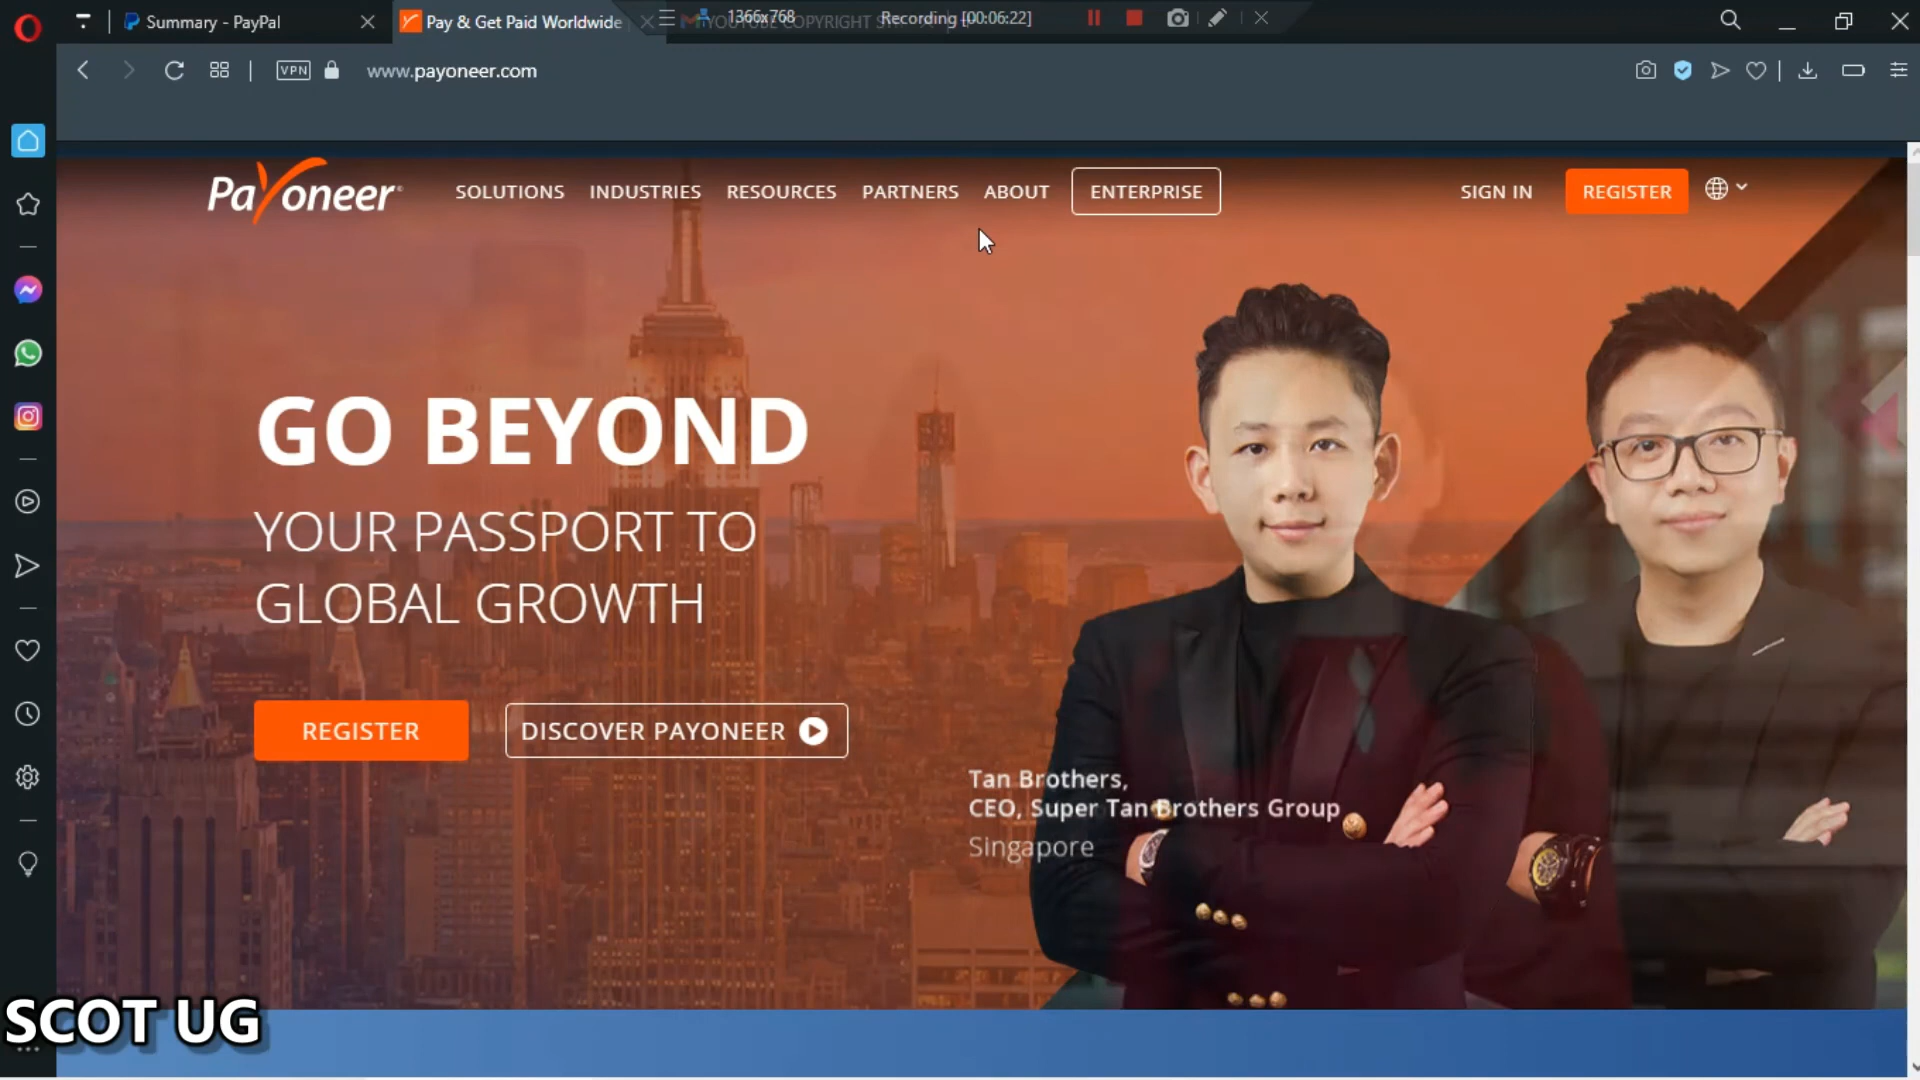 Summary - PayPal
Pay & Get Paid Worldwide
1366x768
Recording [00:06:22]
VPN
www.payoneer.com
Payoneer
SOLUTIONS
INDUSTRIES
RESOURCES
PARTNERS
ABOUT
ENTERPRISE
SIGN IN
REGISTER
GO BEYOND
YOUR PASSPORT TO
GLOBAL GROWTH
REGISTER
DISCOVER PAYONEER
Tan Brothers,
CEO, Super Tan Brothers Group
Singapore
SCOT UG